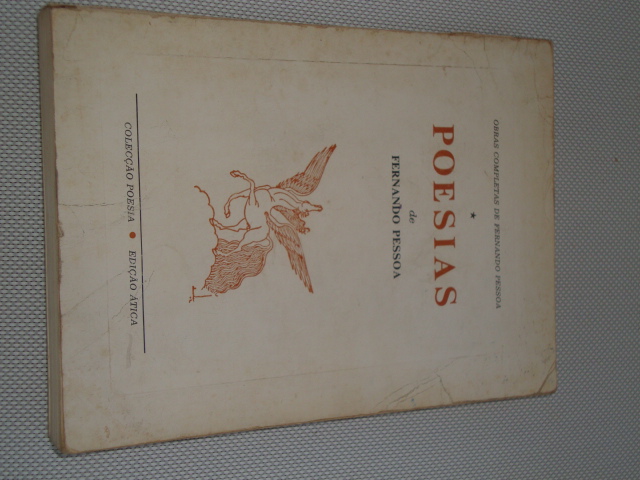 OBRAS COMPLETAS DE FERNANDO PESSOA
*
POESIAS
de
FERNANDO PESSOA
COLECÇÃO POESIA • EDIÇÃO ÁTICA